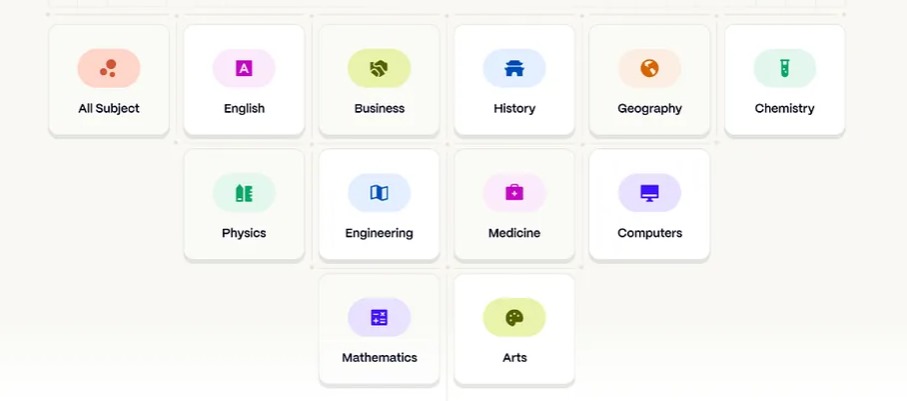 All Subject
English
Business
History
Geography
Chemistry
Physics
Engineering
Medicine
Computers
Mathematics
Arts